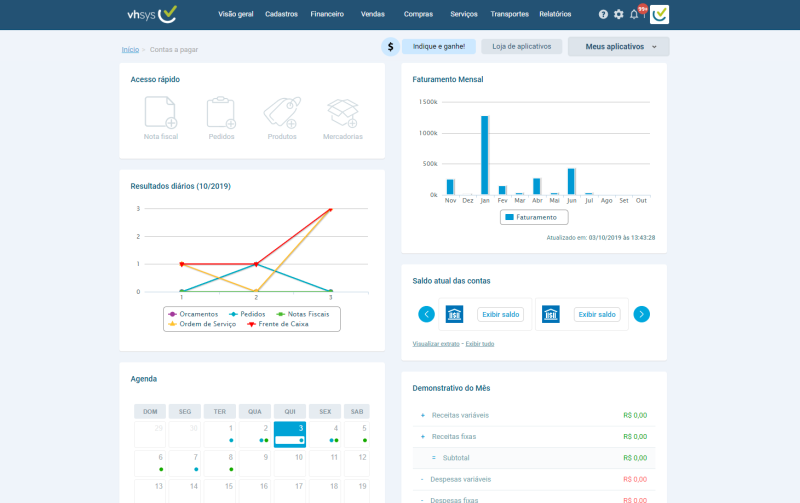 vhsys
Visão geral
Cadastros
Financeiro
Vendas
Compras
Serviços
Transportes
Relatórios
?
99+
Início > Contas a pagar
$
Indique e ganhe!
Loja de aplicativos
Meus aplicativos
Acesso rápido
Nota fiscal
Pedidos
Produtos
Mercadorias
Resultados diários (10/2019)
3
2
1
0
1 2 3
Orcamentos Pedidos Notas Fiscais
Ordem de Serviço Frente de Caixa
Agenda
DOM SEG TER QUA QUI SEX SAB
29 30 1 2 3 4 5
6 7 8 9 10 11 12
13 14 15 16 17 18 19
Faturamento Mensal
1500k
1000k
500k
0k
Nov Dez Jan Fev Mar Abr Mai Jun Jul Ago Set Out
Faturamento
Atualizado em: 03/10/2019 às 13:43:28
Saldo atual das contas
Exibir saldo
Exibir saldo
Visualizar extrato - Exibir tudo
Demonstrativo do Mês
+ Receitas variáveis R$ 0,00
+ Receitas fixas R$ 0,00
= Subtotal R$ 0,00
- Despesas variáveis R$ 0,00
- Despesas fixas R$ 0,00